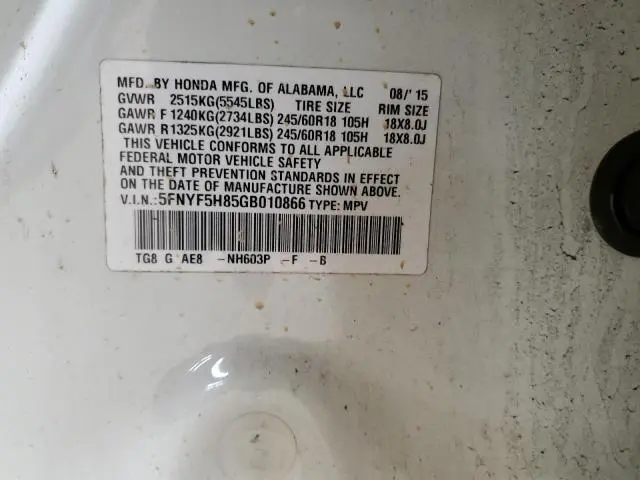 MFD. BY HONDA MFG. OF ALABAMA, LLC 08/'15
GVWR 2515KG(5545LBS) TIRE SIZE RIM SIZE
GAWR F 1240KG(2734LBS) 245/60R18 105H 18X8.0J
GAWR R1325KG(2921LBS) 245/60R18 105H 18X8.0J
THIS VEHICLE CONFORMS TO ALL APPLICABLE
FEDERAL MOTOR VEHICLE SAFETY
AND THEFT PREVENTION STANDARDS IN EFFECT
ON THE DATE OF MANUFACTURE SHOWN ABOVE.
V.I.N.:5FNYF5H85GB010866 TYPE: MPV
TG8 G AE8 -NH603P -F -B